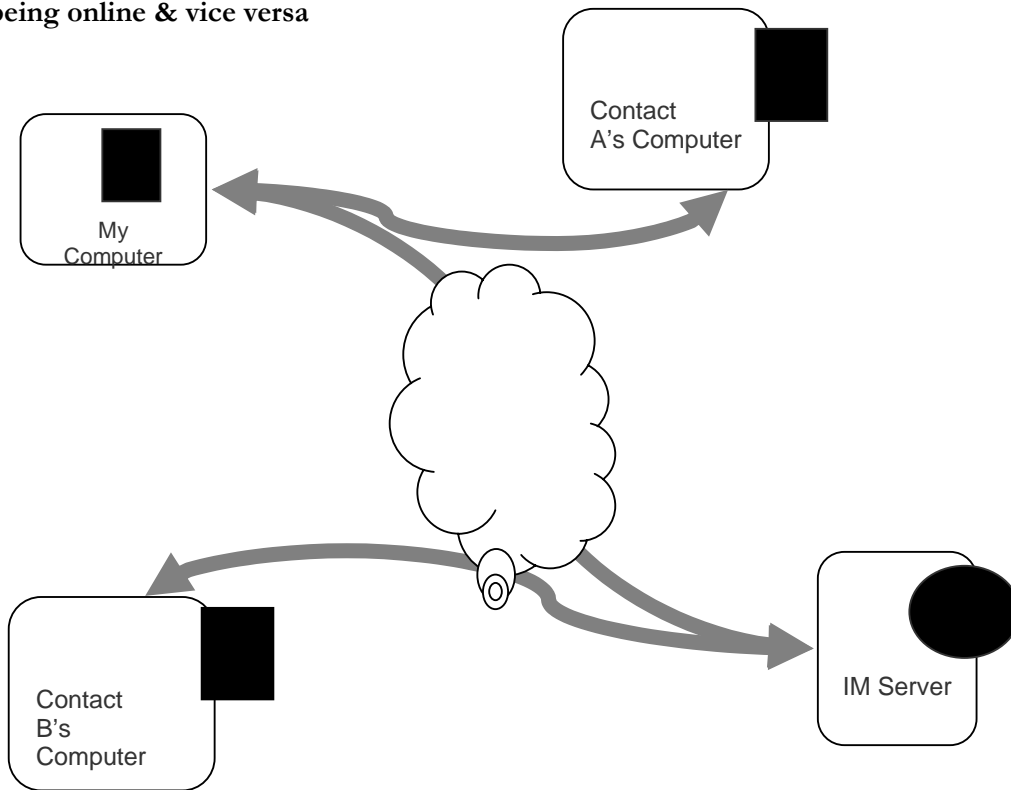 being online & vice versa
Contact
A's Computer
My
Computer
Contact
B's
Computer
IM Server